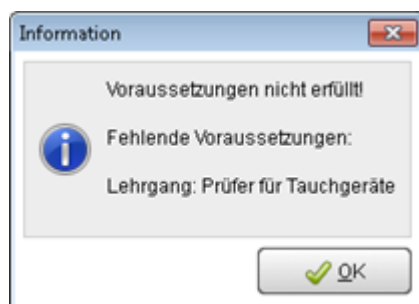 Information
Voraussetzungen nicht erfüllt!
Fehlende Voraussetzungen:
Lehrgang: Prüfer für Tauchgeräte
OK